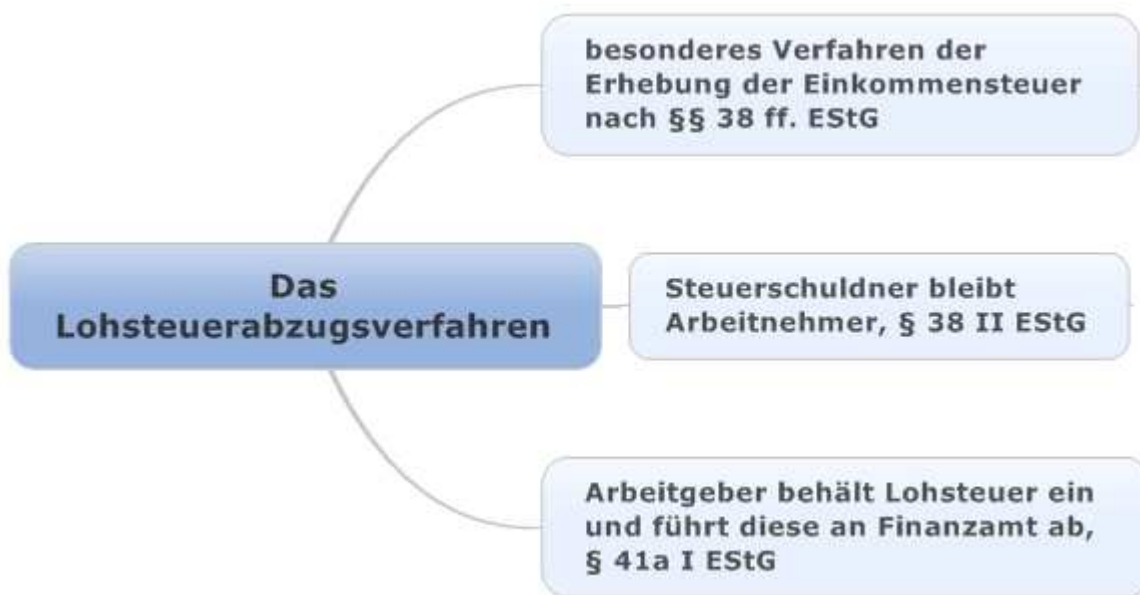 besonderes Verfahren der
Erhebung der Einkommensteuer
nach §§ 38 ff. EStG
Das
Lohsteuerabzugsverfahren
Steuerschuldner bleibt
Arbeitnehmer, § 38 II EStG
Arbeitgeber behält Lohsteuer ein
und führt diese an Finanzamt ab,
§ 41a I EStG